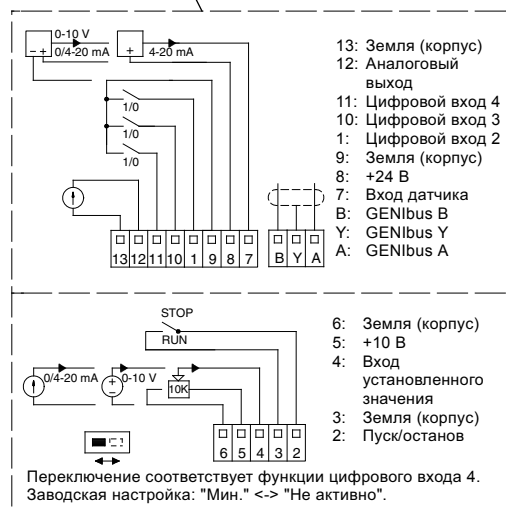 0-10 V
0/4-20 mA
4-20 mA
- +
+
1/0
1/0
1/0
13 12 11 10 1 9 8 7
B Y A
13: Земля (корпус)
12: Аналоговый
выход
11: Цифровой вход 4
10: Цифровой вход 3
1: Цифровой вход 2
9: Земля (корпус)
8: +24 В
7: Вход датчика
B: GENIbus B
Y: GENIbus Y
A: GENIbus A
STOP
RUN
0/4-20 mA
0-10 V
+
-
10K
6 5 4 3 2
6: Земля (корпус)
5: +10 В
4: Вход
установленного
значения
3: Земля (корпус)
2: Пуск/останов
Переключение соответствует функции цифрового входа 4.
Заводская настройка: "Мин." <-> "Не активно".